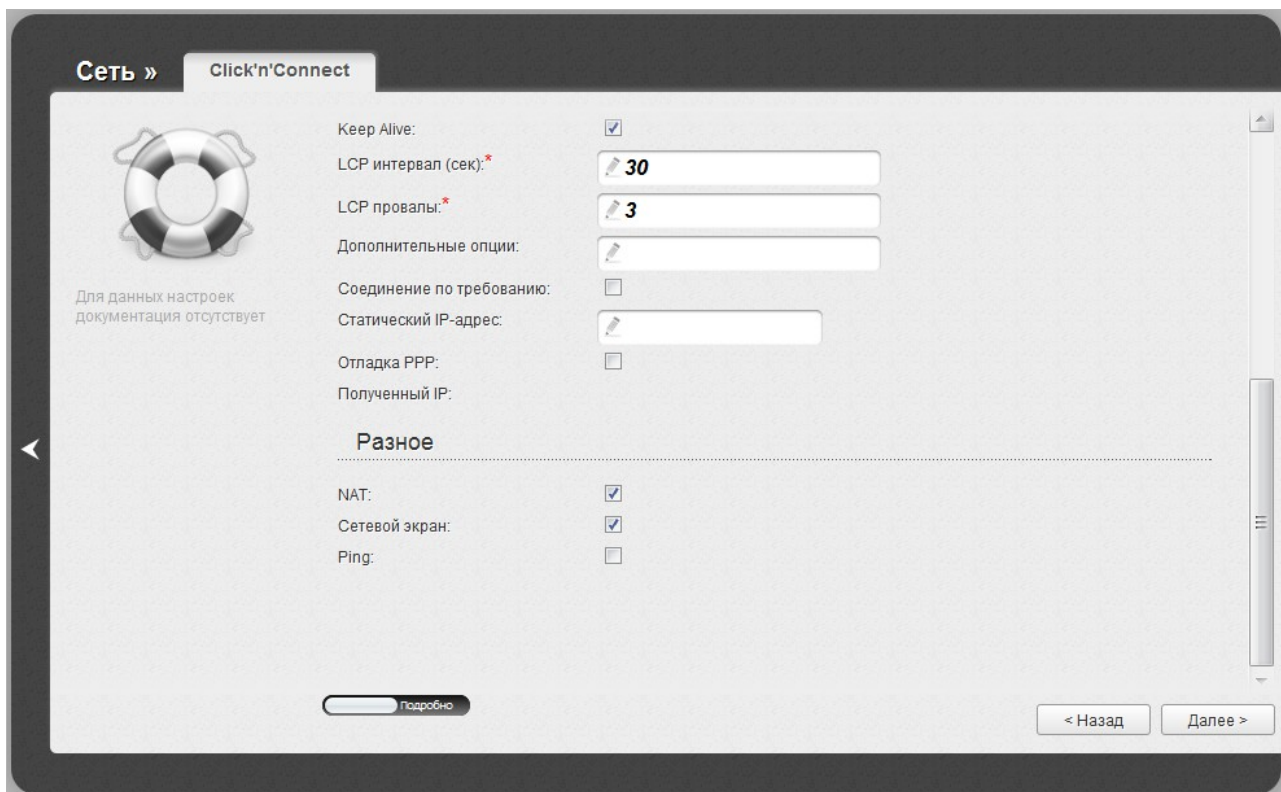 Сеть »
Click'n'Connect
Для данных настроек
документация отсутствует
Keep Alive:
LCP интервал (сек):*
30
LCP провалы:*
3
Дополнительные опции:
Соединение по требованию:
Статический IP-адрес:
Отладка PPP:
Полученный IP:
Разное
NAT:
Сетевой экран:
Ping:
Подробно
< Назад
Далее >